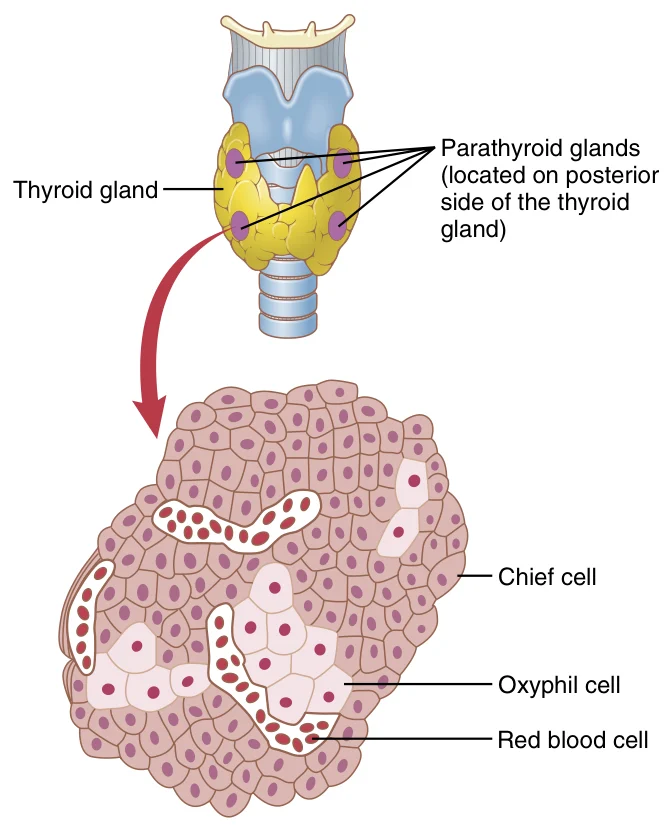 Thyroid gland
Parathyroid glands
(located on posterior
side of the thyroid
gland)
Chief cell
Oxyphil cell
Red blood cell